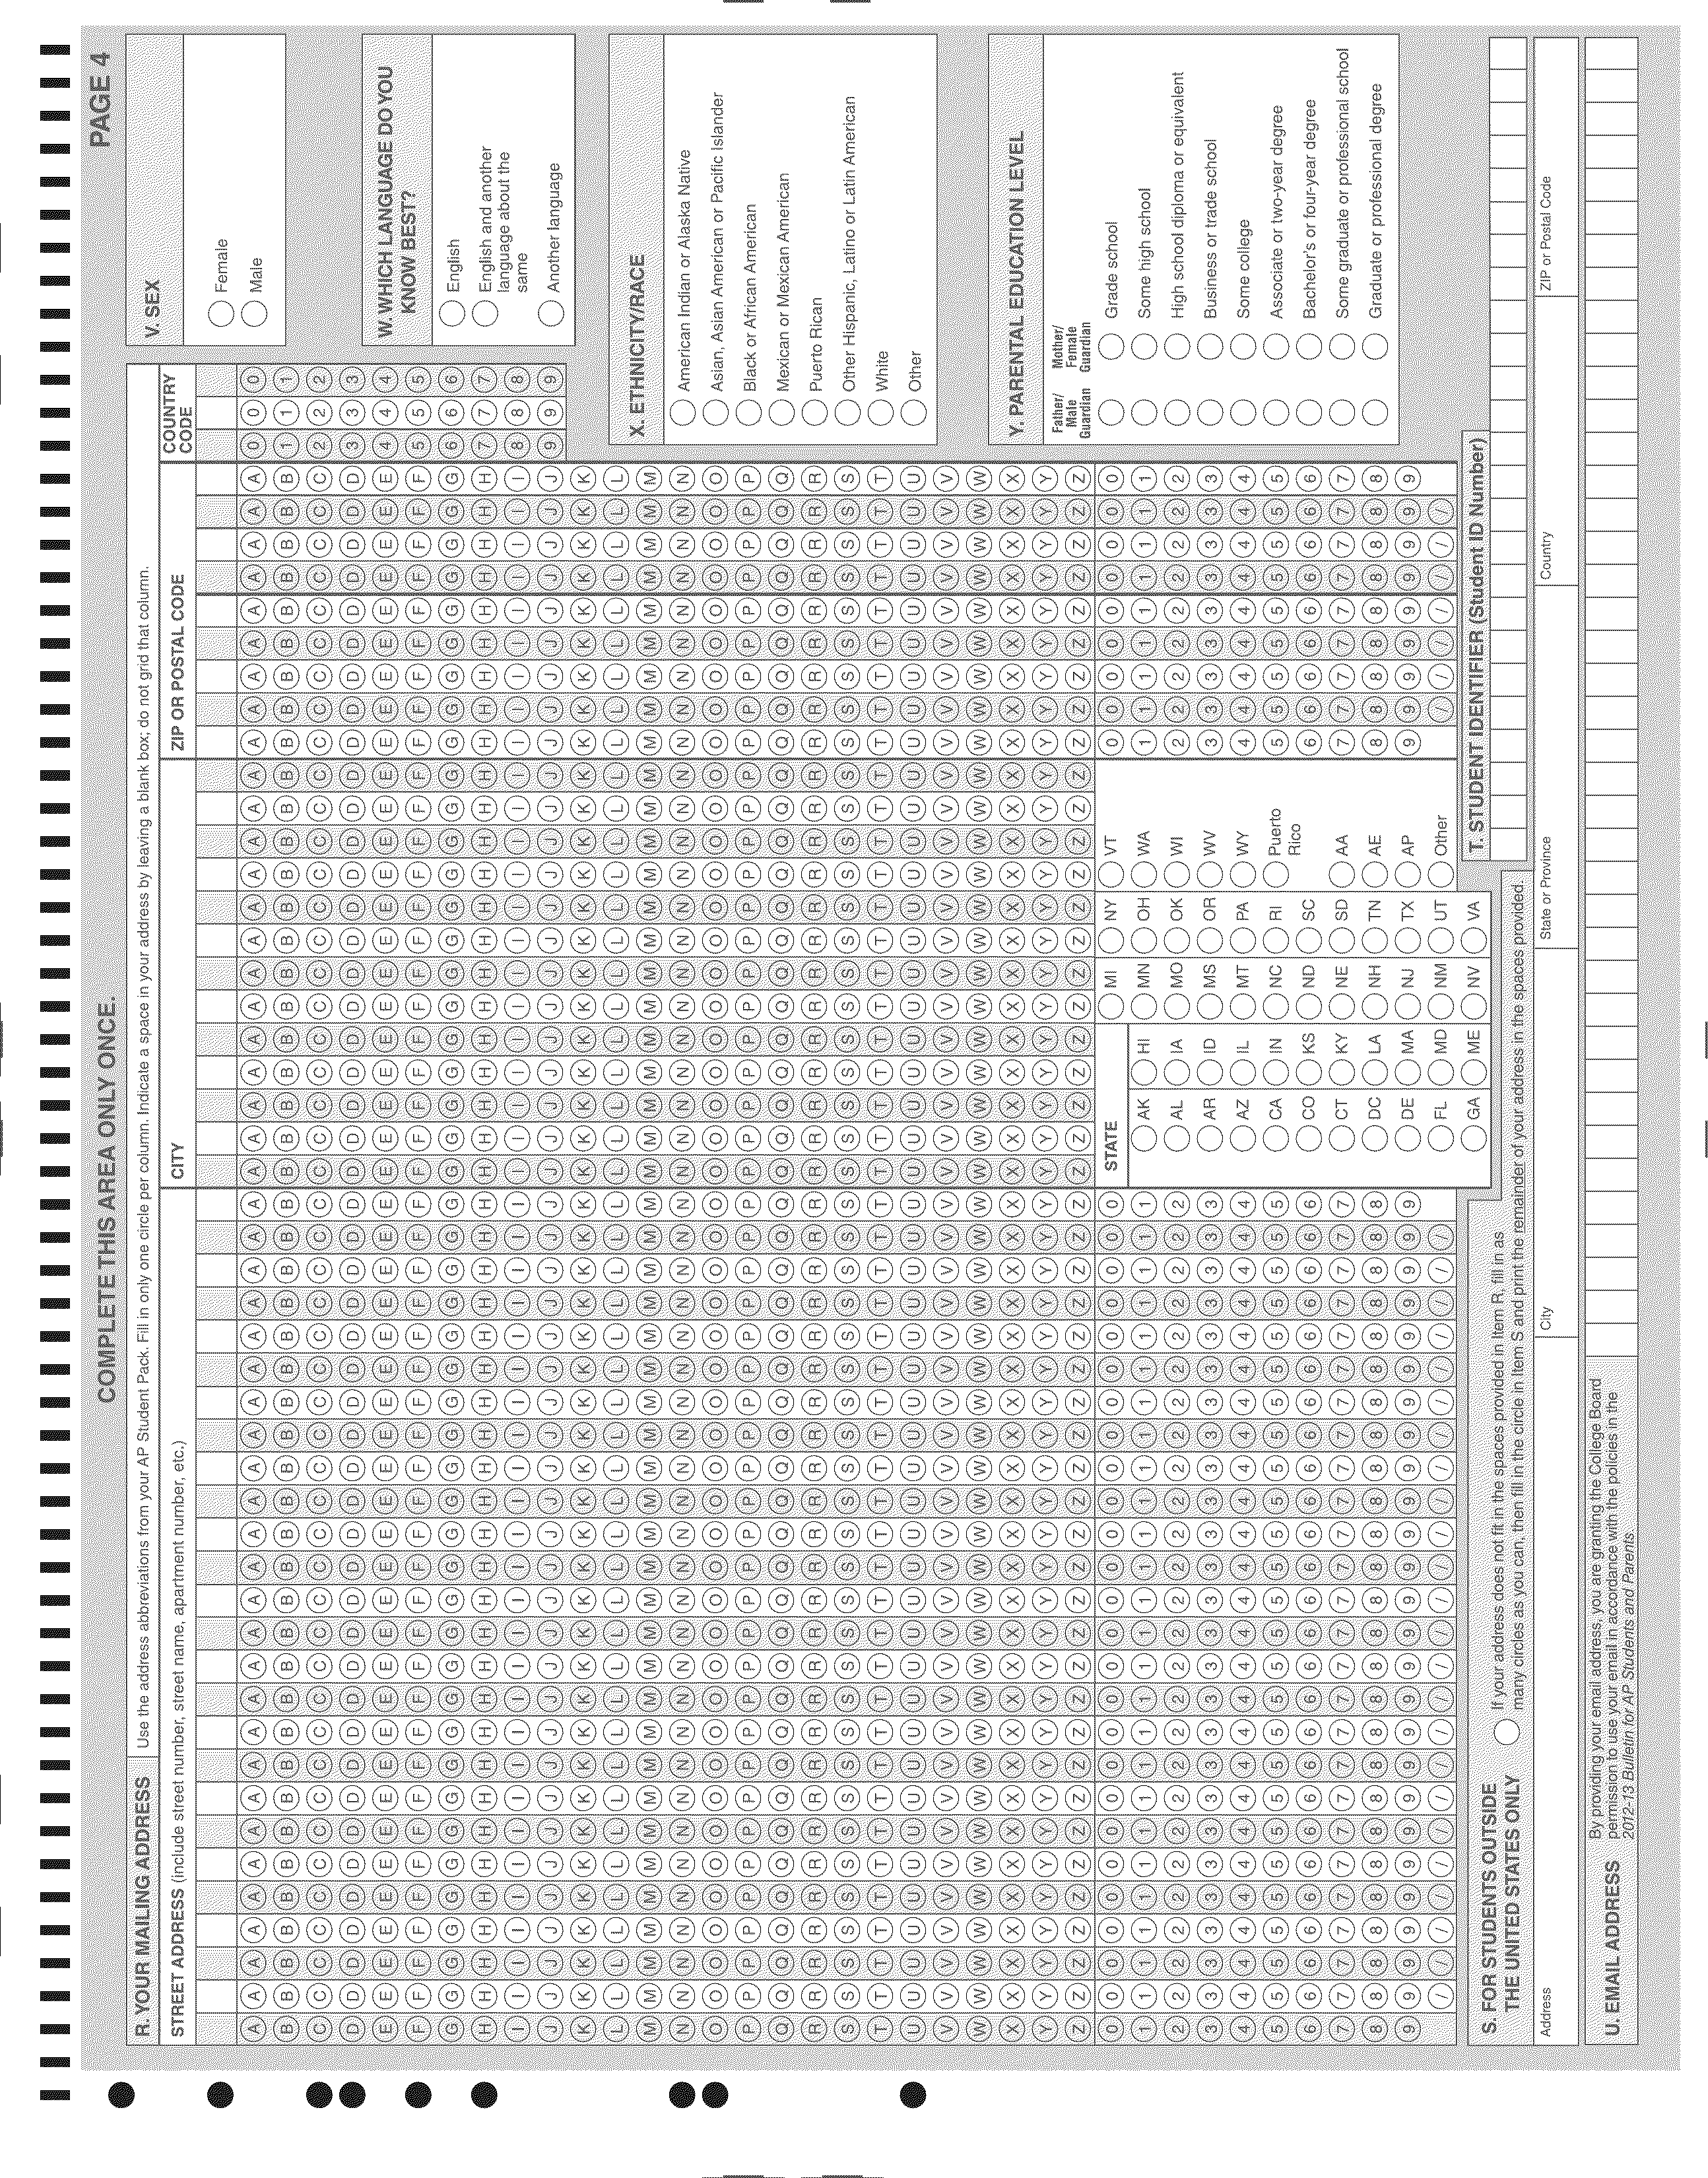 COMPLETE THIS AREA ONLY ONCE.
PAGE 4
R. YOUR MAILING ADDRESS
Use the address abbreviations from your AP Student Pack. Fill in only one circle per column. Indicate a space in your address by leaving a blank box; do not grid that column.
STREET ADDRESS (include street number, street name, apartment number, etc.)
CITY
ZIP OR POSTAL CODE
COUNTRY CODE
A B C D E F G H I J K L M N O P Q R S T U V W X Y Z
0 1 2 3 4 5 6 7 8 9 /
STATE
AK HI MI NY VT
AL IA MN OH WA
AR ID MO OK WI
AZ IL MS OR WV
CA IN MT PA WY
CO KS NC RI Puerto Rico
CT KY ND SC
DC LA NE SD AA
DE MA NH TN AE
FL MD NJ TX AP
GA ME NM UT Other
NV VA
V. SEX
Female
Male
W. WHICH LANGUAGE DO YOU
KNOW BEST?
English
English and another
language about the
same
Another language
X. ETHNICITY/RACE
American Indian or Alaska Native
Asian, Asian American or Pacific Islander
Black or African American
Mexican or Mexican American
Puerto Rican
Other Hispanic, Latino or Latin American
White
Other
Y. PARENTAL EDUCATION LEVEL
Father/ Male Guardian
Mother/ Female Guardian
Grade school
Some high school
High school diploma or equivalent
Business or trade school
Some college
Associate or two-year degree
Bachelor's or four-year degree
Some graduate or professional school
Graduate or professional degree
S. FOR STUDENTS OUTSIDE
THE UNITED STATES ONLY
If your address does not fit in the spaces provided in Item R, fill in as
many circles as you can, then fill in the circle in Item S and print the remainder of your address in the spaces provided.
T. STUDENT IDENTIFIER (Student ID Number)
Address
City
State or Province
Country
ZIP or Postal Code
U. EMAIL ADDRESS
By providing your email address, you are granting the College Board
permission to use your email in accordance with the policies in the
2012-13 Bulletin for AP Students and Parents